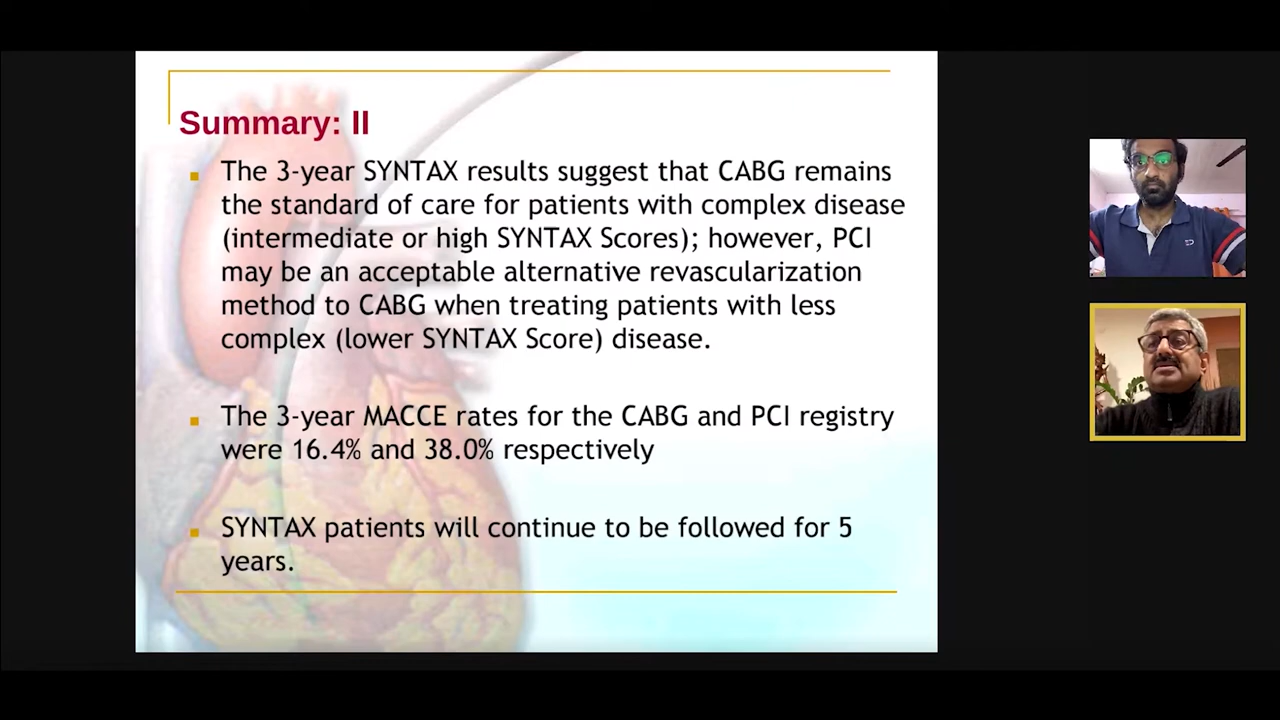 Summary: II
The 3-year SYNTAX results suggest that CABG remains
the standard of care for patients with complex disease
(intermediate or high SYNTAX Scores); however, PCI
may be an acceptable alternative revascularization
method to CABG when treating patients with less
complex (lower SYNTAX Score) disease.
The 3-year MACCE rates for the CABG and PCI registry
were 16.4% and 38.0% respectively
SYNTAX patients will continue to be followed for 5
years.